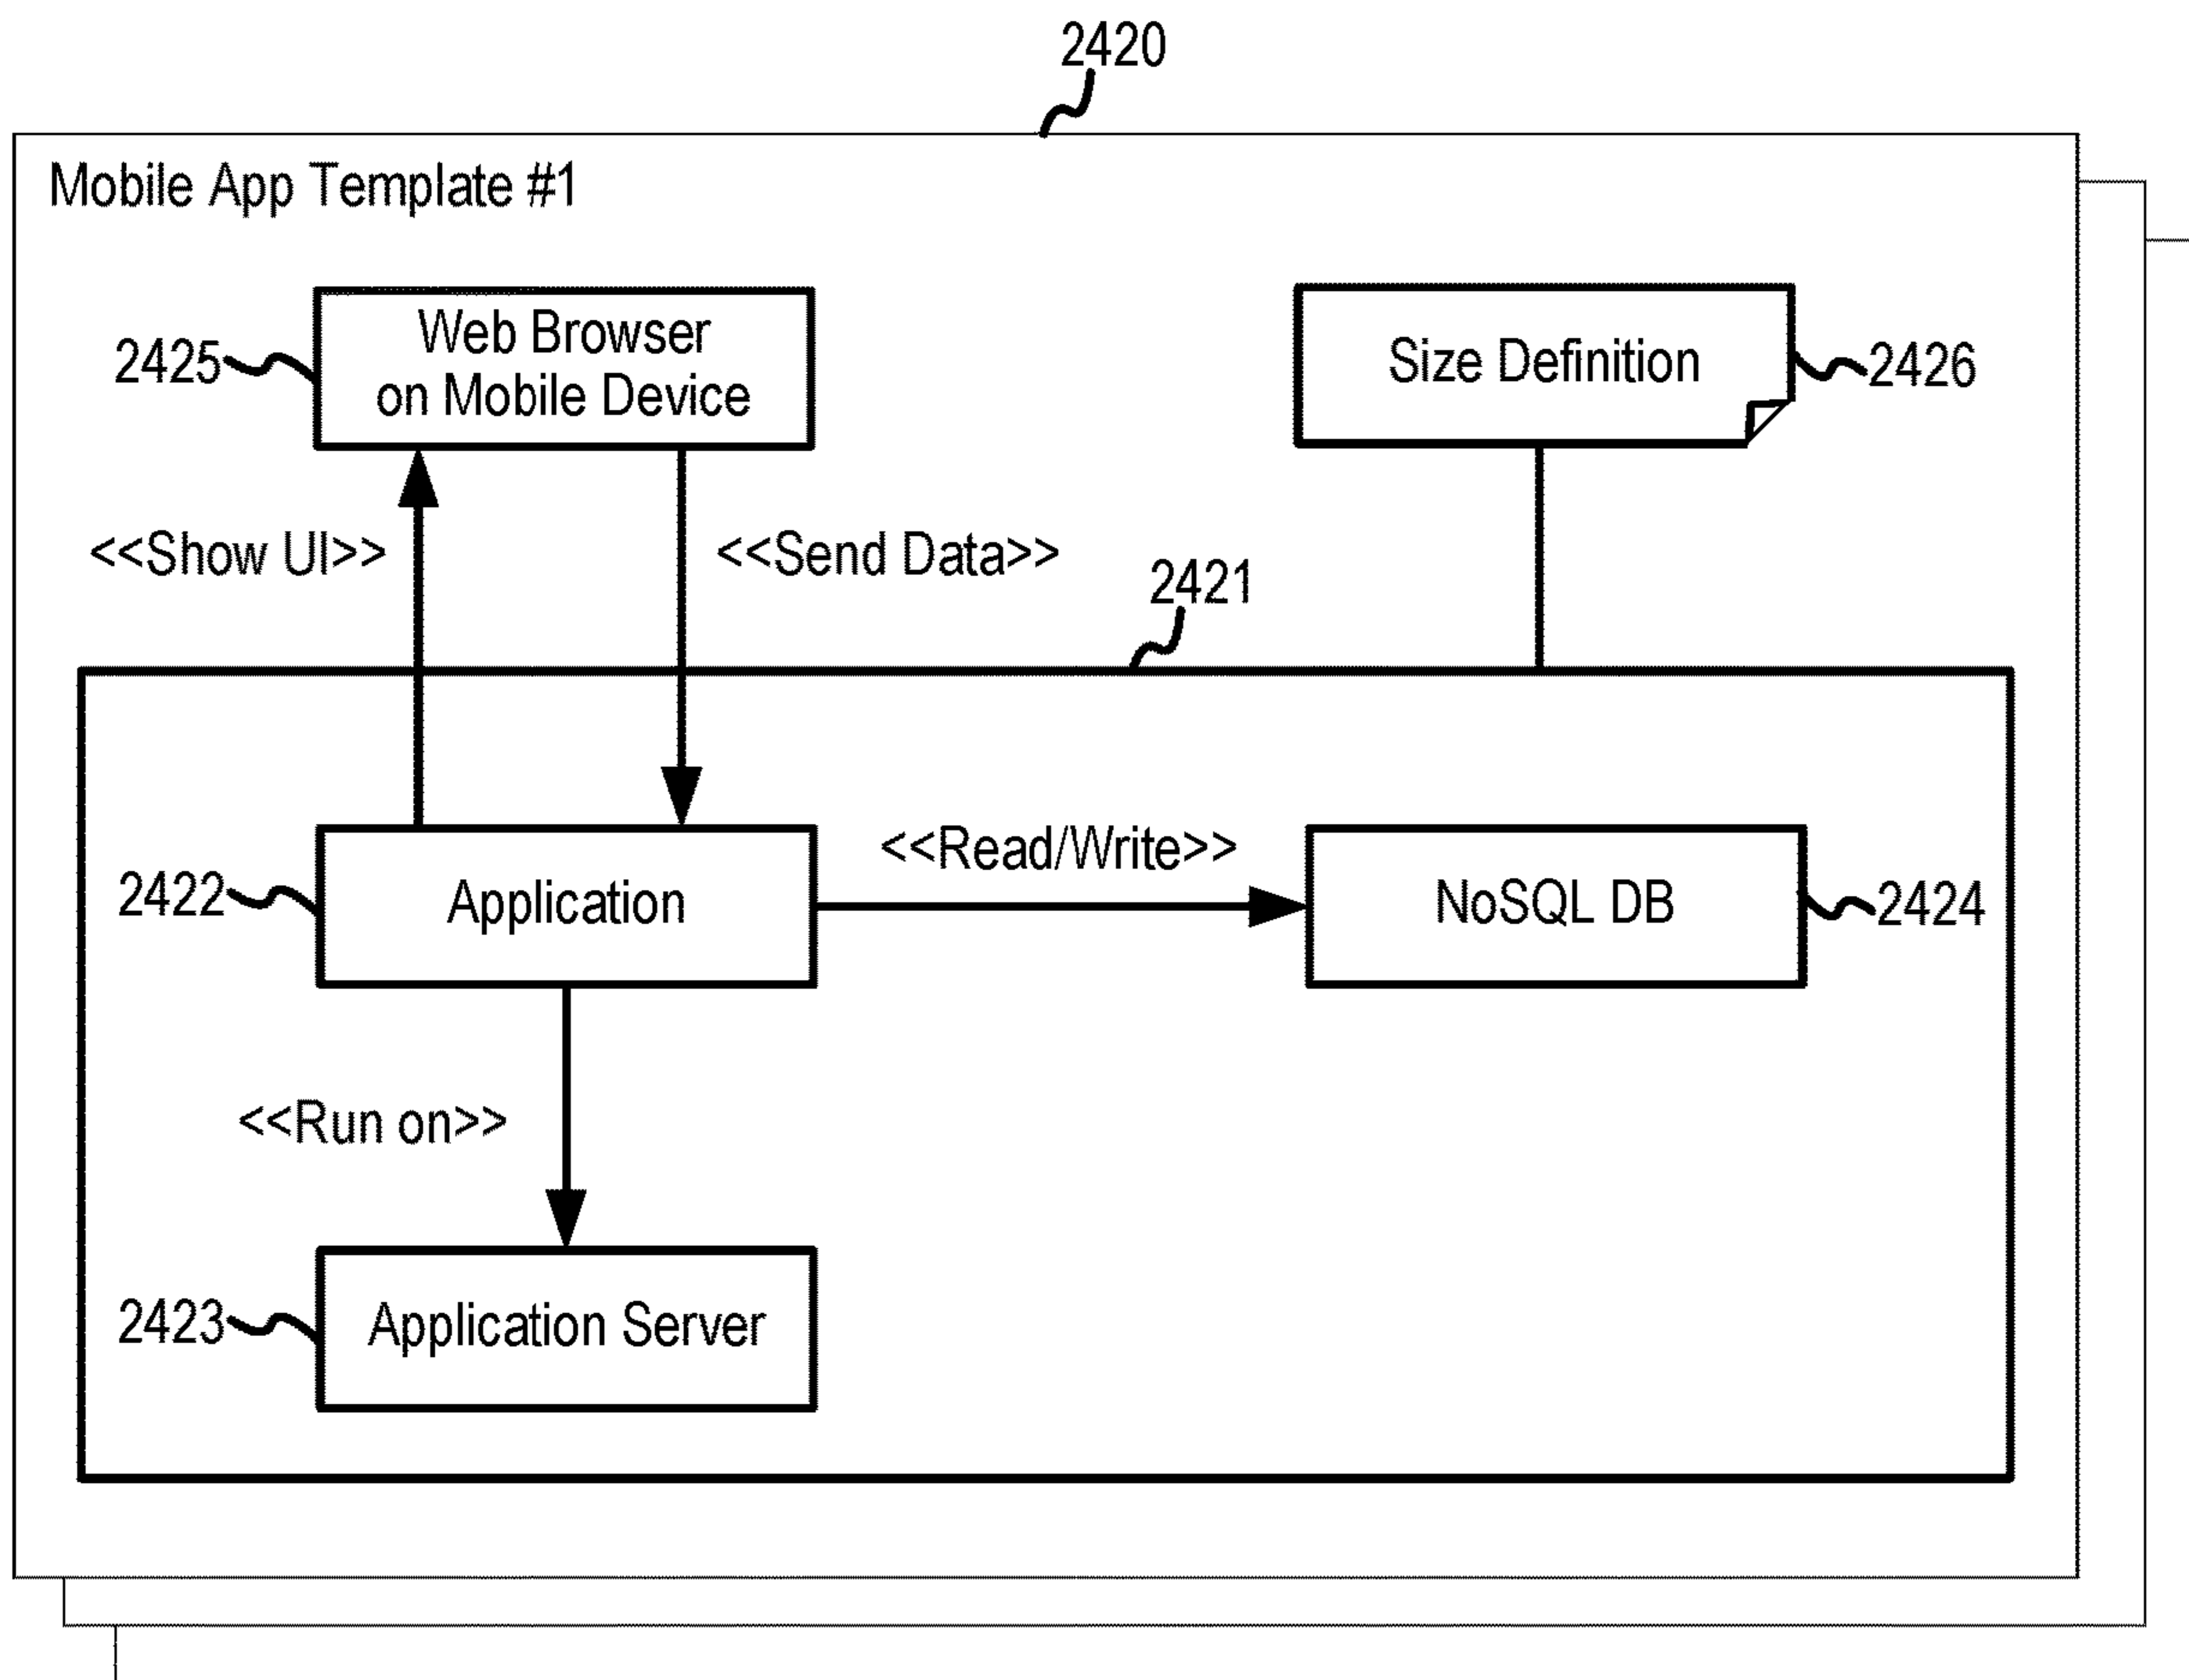 2420
Mobile App Template #1
2425
Web Browser
on Mobile Device
Size Definition
2426
<<Show UI>>
<<Send Data>>
2421
2422
Application
<<Read/Write>>
NoSQL DB
2424
<<Run on>>
2423
Application Server